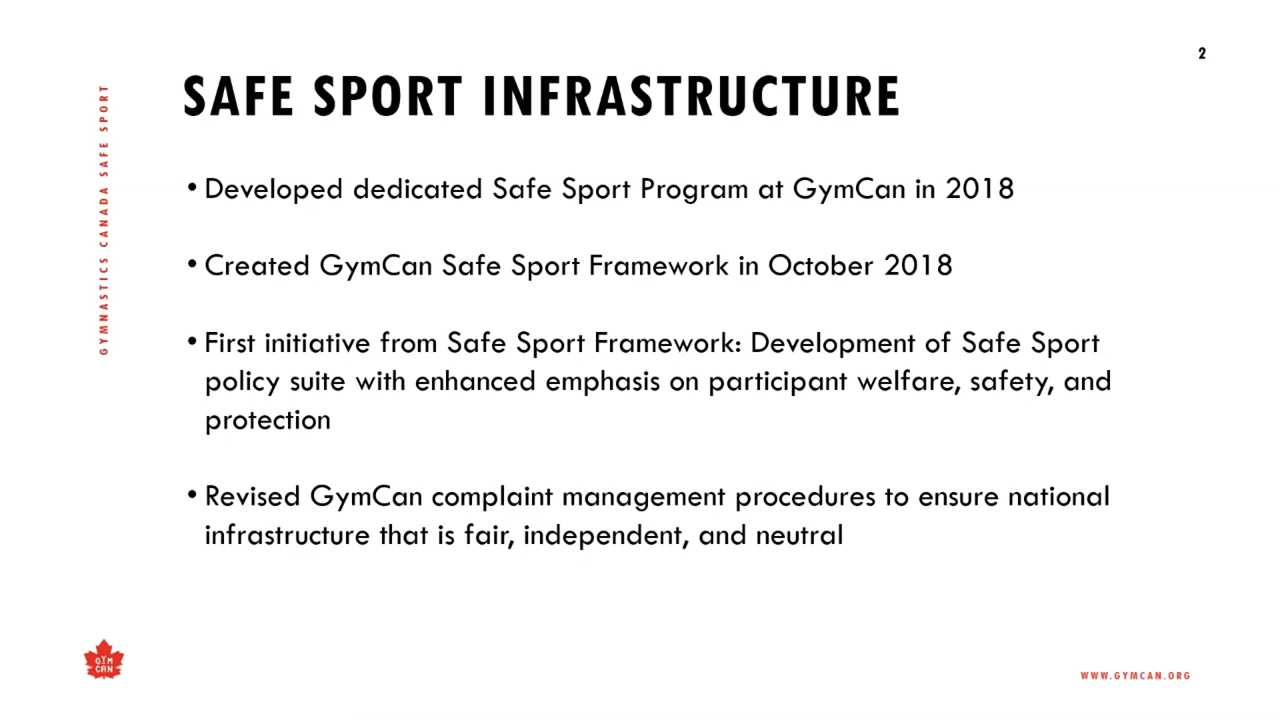 2
SAFE SPORT INFRASTRUCTURE
GYMNASTICS CANADA SAFE SPORT
• Developed dedicated Safe Sport Program at GymCan in 2018
• Created GymCan Safe Sport Framework in October 2018
• First initiative from Safe Sport Framework: Development of Safe Sport
policy suite with enhanced emphasis on participant welfare, safety, and
protection
• Revised GymCan complaint management procedures to ensure national
infrastructure that is fair, independent, and neutral
GYM
CAN
WWW.GYMCAN.ORG